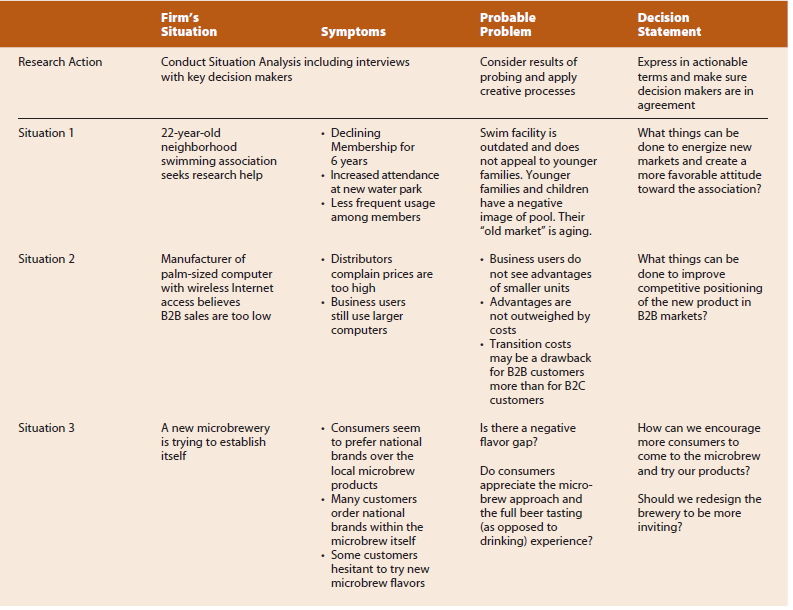 Firm's
Situation
Symptoms
Probable
Problem
Decision
Statement
Research Action
Conduct Situation Analysis including interviews
with key decision makers
Consider results of
probing and apply
creative processes
Express in actionable
terms and make sure
decision makers are in
agreement
Situation 1
22-year-old
neighborhood
swimming association
seeks research help
• Declining
Membership for
6 years
• Increased attendance
at new water park
• Less frequent usage
among members
Swim facility is
outdated and does
not appeal to younger
families. Younger
families and children
have a negative
image of pool. Their
"old market" is aging.
What things can be
done to energize new
markets and create a
more favorable attitude
toward the association?
Situation 2
Manufacturer of
palm-sized computer
with wireless Internet
access believes
B2B sales are too low
• Distributors
complain prices are
too high
• Business users
still use larger
computers
• Business users do
not see advantages
of smaller units
• Advantages are
not outweighed by
costs
• Transition costs
may be a drawback
for B2B customers
more than for B2C
customers
What things can be
done to improve
competitive positioning
of the new product in
B2B markets?
Situation 3
A new microbrewery
is trying to establish
itself
• Consumers seem
to prefer national
brands over the
local microbrew
products
• Many customers
order national
brands within the
microbrew itself
• Some customers
hesitant to try new
microbrew flavors
Is there a negative
flavor gap?
Do consumers
appreciate the micro-
brew approach and
the full beer tasting
(as opposed to
drinking) experience?
How can we encourage
more consumers to
come to the microbrew
and try our products?
Should we redesign the
brewery to be more
inviting?